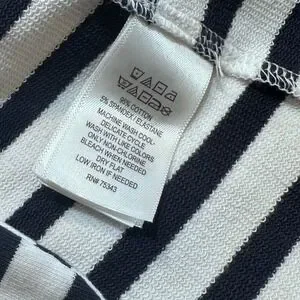 95% COTTON
5% SPANDEX / ELASTANE
MACHINE WASH COOL-
DELICATE CYCLE
WASH WITH LIKE COLORS
ONLY NON-CHLORINE
BLEACH WHEN NEEDED
DRY FLAT
LOW IRON IF NEEDED
RN# 75343